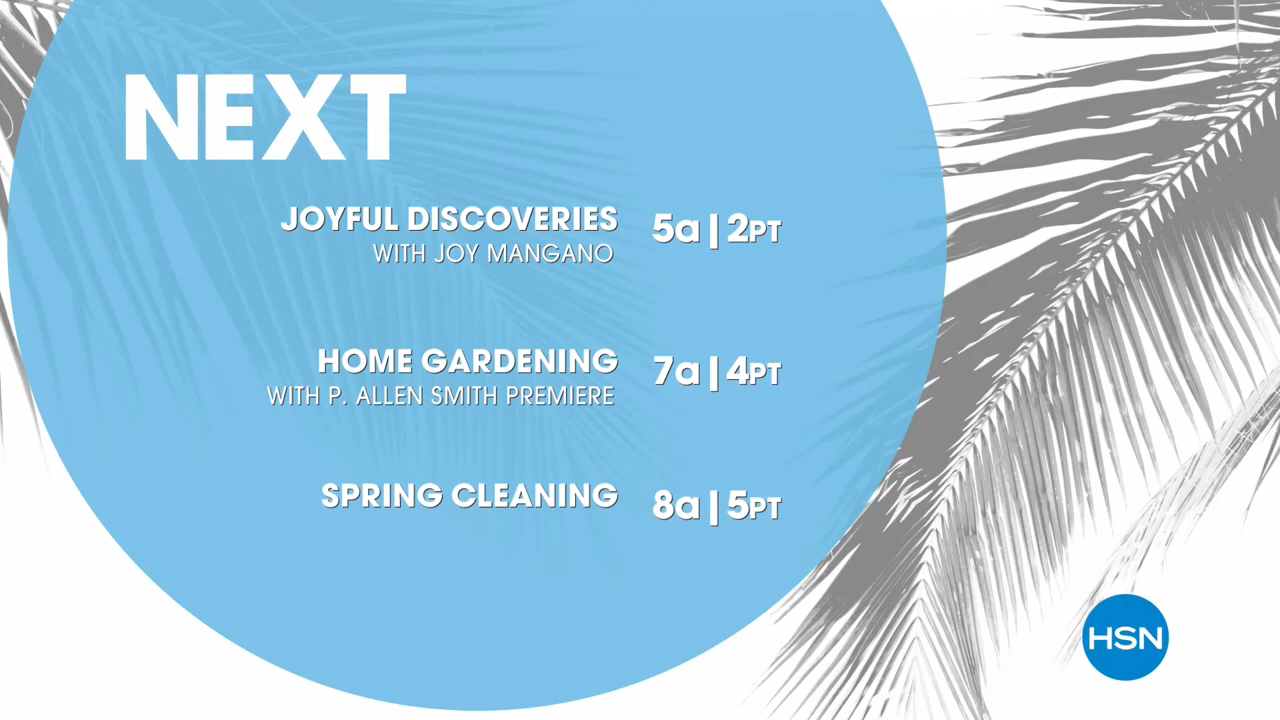 NEXT
JOYFUL DISCOVERIES 5a | 2PT
WITH JOY MANGANO
HOME GARDENING 7a | 4PT
WITH P. ALLEN SMITH PREMIERE
SPRING CLEANING 8a | 5PT
HSN